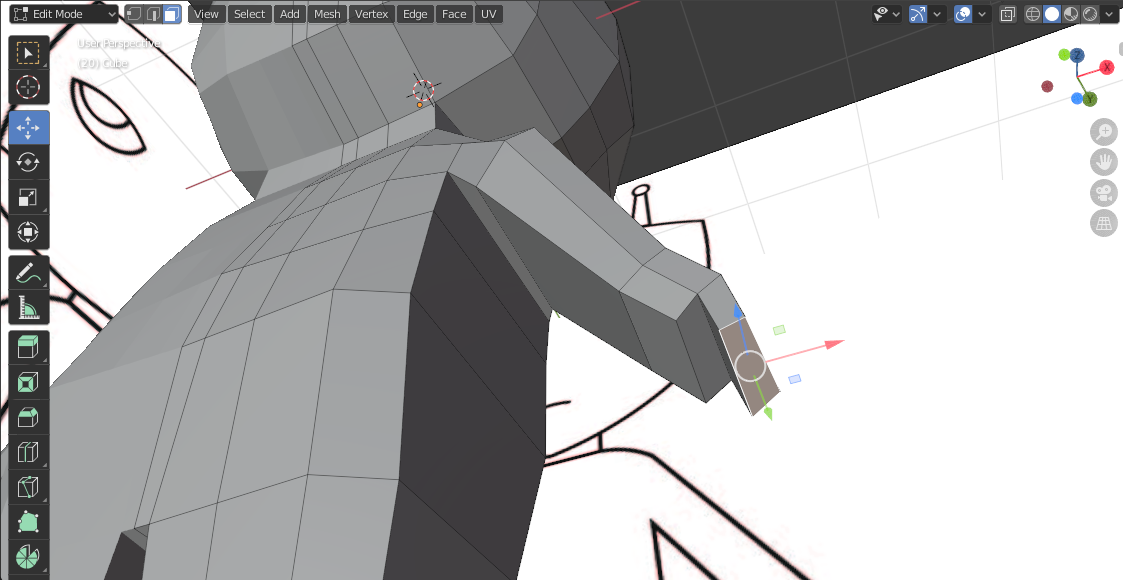 Edit Mode View Select Add Mesh Vertex Edge Face UV
User Perspective
(20) Cube
Z
X
Y